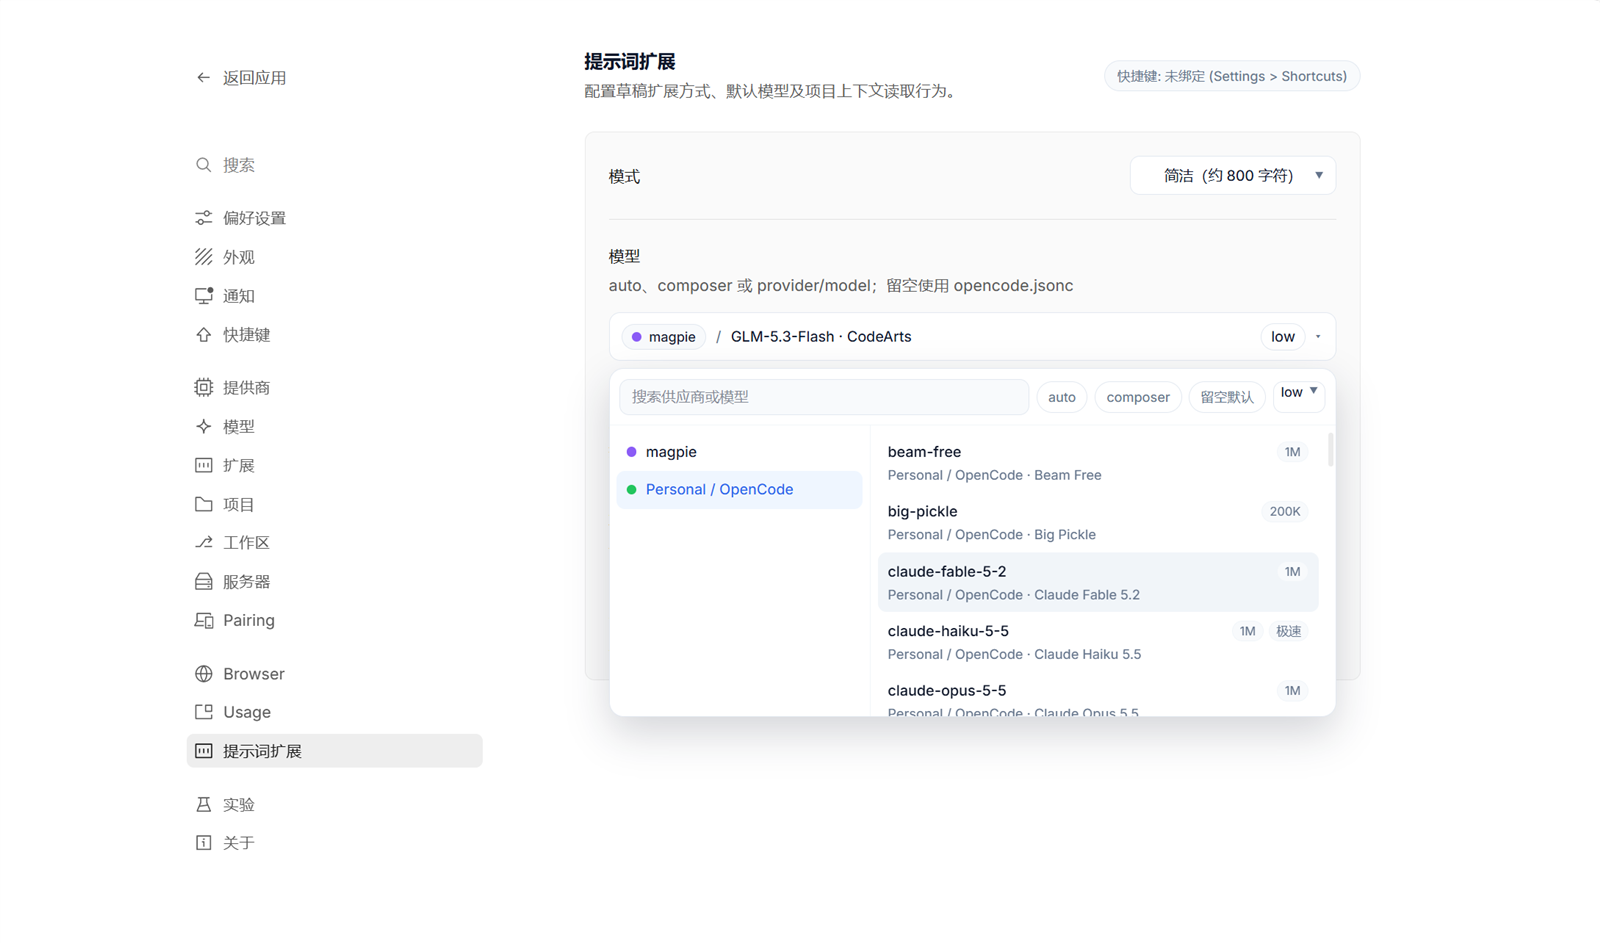 返回应用
搜索
偏好设置
外观
通知
快捷键
提供商
模型
扩展
项目
工作区
服务器
Pairing
Browser
Usage
提示词扩展
实验
关于
提示词扩展
配置草稿扩展方式、默认模型及项目上下文读取行为。
快捷键: 未绑定 (Settings > Shortcuts)
模式
简洁（约 800 字符）
模型
auto、composer 或 provider/model；留空使用 opencode.jsonc
magpie / GLM-5.3-Flash · CodeArts low
搜索供应商或模型 auto composer 留空默认 low
magpie
Personal / OpenCode
beam-free 1M
Personal / OpenCode · Beam Free
big-pickle 200K
Personal / OpenCode · Big Pickle
claude-fable-5-2 1M
Personal / OpenCode · Claude Fable 5.2
claude-haiku-5-5 1M 极速
Personal / OpenCode · Claude Haiku 5.5
claude-opus-5-5 1M
Personal / OpenCode · Claude Opus 5.5